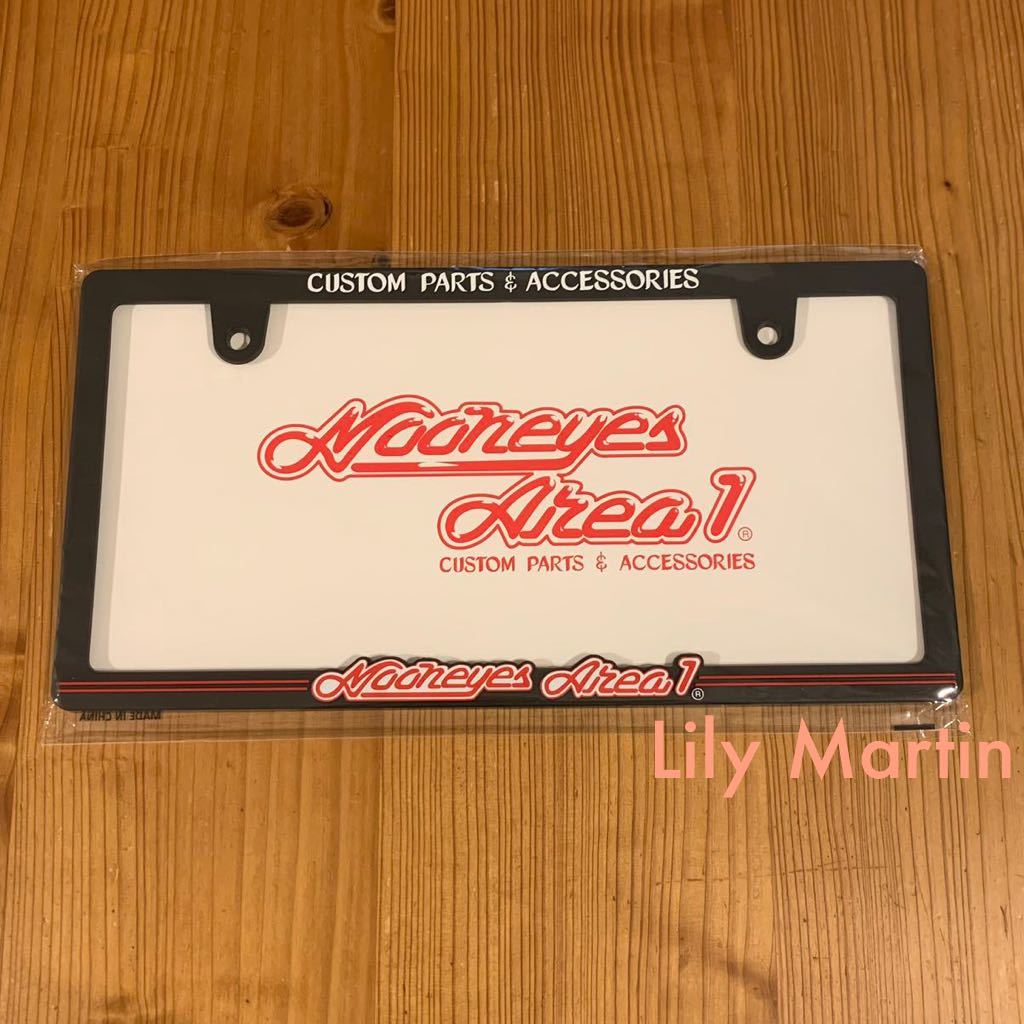 CUSTOM PARTS & ACCESSORIES
Mooneyes
Area 1®
CUSTOM PARTS & ACCESSORIES
Mooneyes Area 1®
MADE IN CHINA
Lily Martin